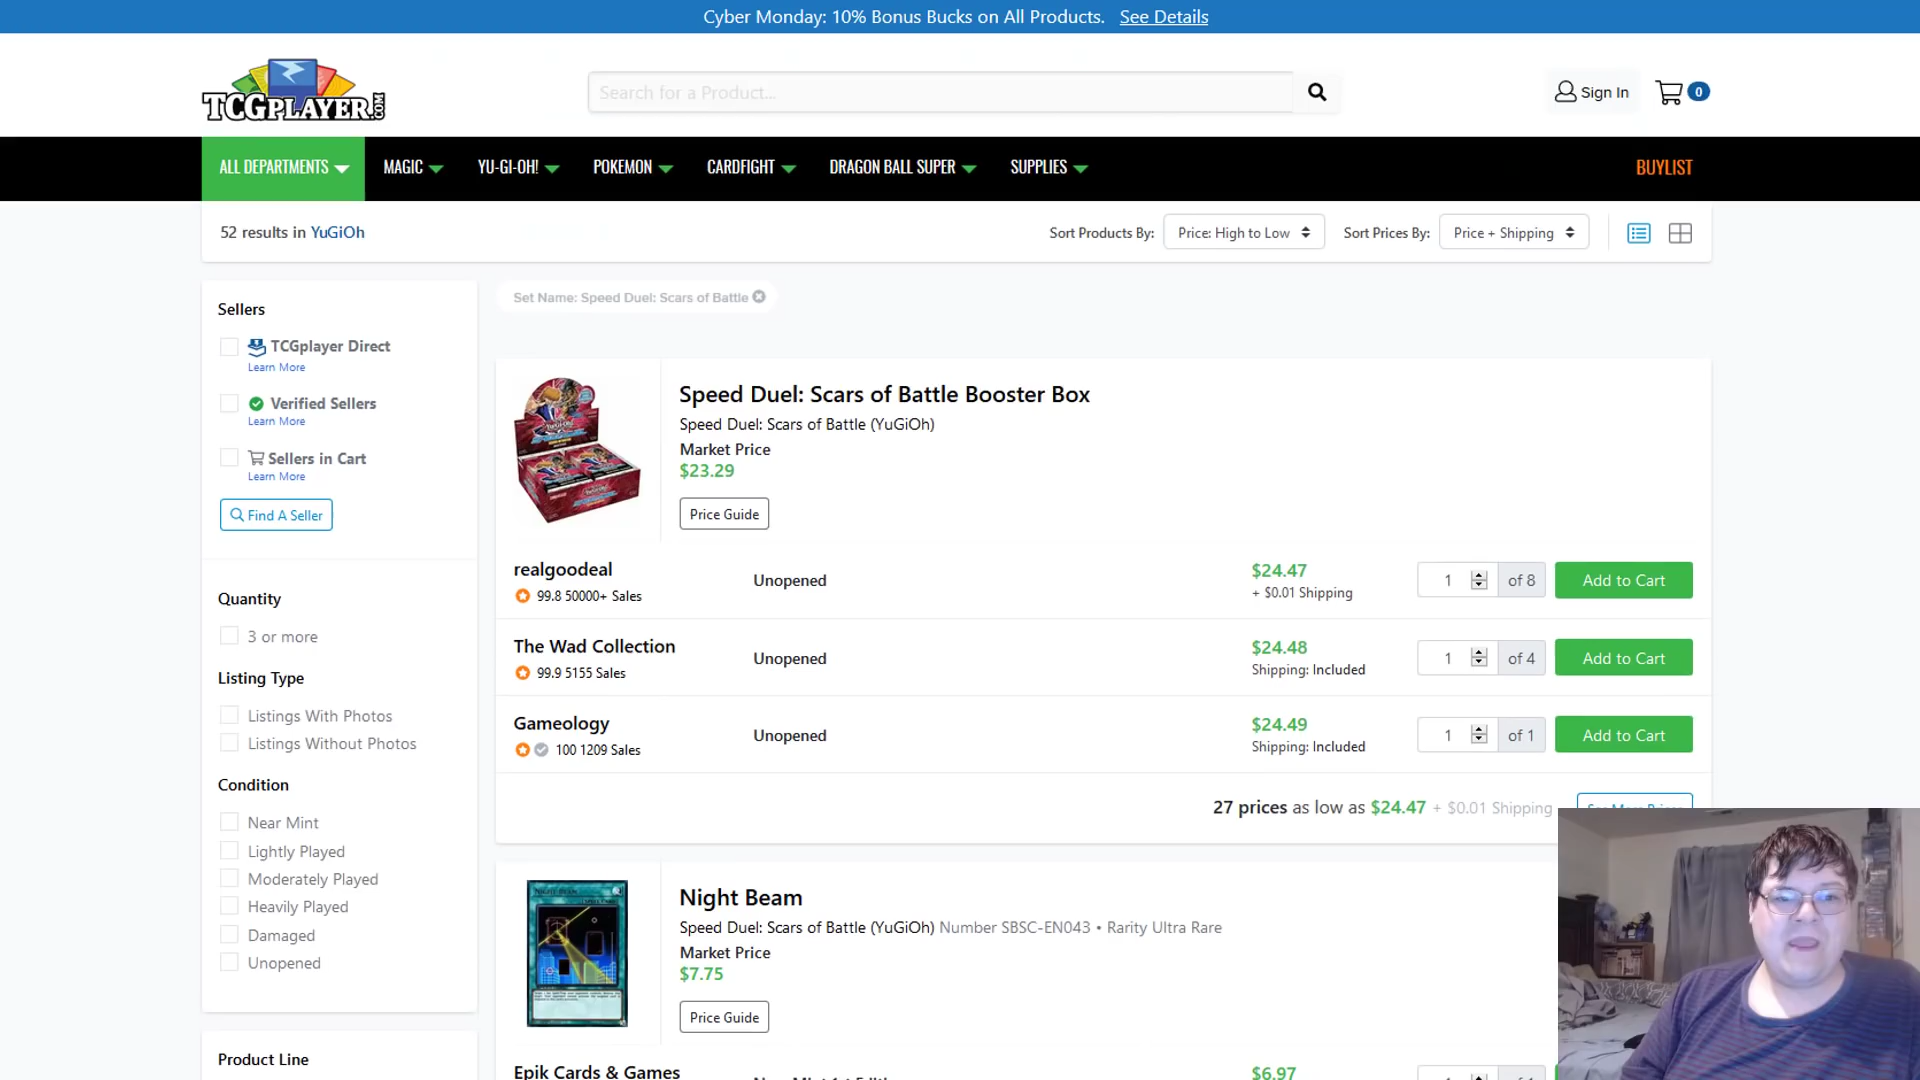 Cyber Monday: 10% Bonus Bucks on All Products. See Details
TCGPLAYER.COM
Search for a Product...
Sign In
0
ALL DEPARTMENTS
MAGIC
YU-GI-OH!
POKEMON
CARDFIGHT
DRAGON BALL SUPER
SUPPLIES
BUYLIST
52 results in YuGiOh
Sort Products By:
Price: High to Low
Sort Prices By:
Price + Shipping
Sellers
TCGplayer Direct
Learn More
Verified Sellers
Learn More
Sellers in Cart
Learn More
Find A Seller
Quantity
3 or more
Listing Type
Listings With Photos
Listings Without Photos
Condition
Near Mint
Lightly Played
Moderately Played
Heavily Played
Damaged
Unopened
Product Line
Set Name: Speed Duel: Scars of Battle
Speed Duel: Scars of Battle Booster Box
Speed Duel: Scars of Battle (YuGiOh)
Market Price
$23.29
Price Guide
realgoodeal
99.8 50000+ Sales
Unopened
$24.47
+ $0.01 Shipping
1
of 8
Add to Cart
The Wad Collection
99.9 5155 Sales
Unopened
$24.48
Shipping: Included
1
of 4
Add to Cart
Gameology
100 1209 Sales
Unopened
$24.49
Shipping: Included
1
of 1
Add to Cart
27 prices as low as $24.47 + $0.01 Shipping
Night Beam
Speed Duel: Scars of Battle (YuGiOh) Number SBSC-EN043 • Rarity Ultra Rare
Market Price
$7.75
Price Guide
Epik Cards & Games
$6.97